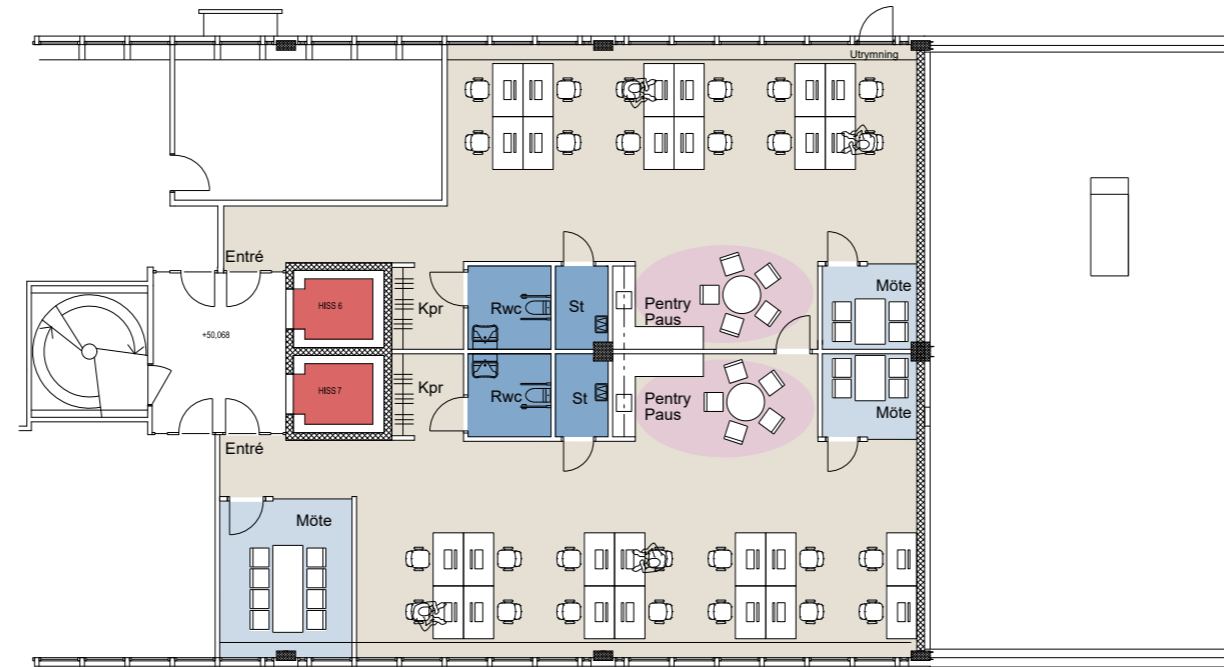 Utrymning
Entré
HISS 6
Kpr
Rwc
St
Pentry
Paus
Möte
+50,068
HISS 7
Kpr
Rwc
St
Pentry
Paus
Möte
Entré
Möte